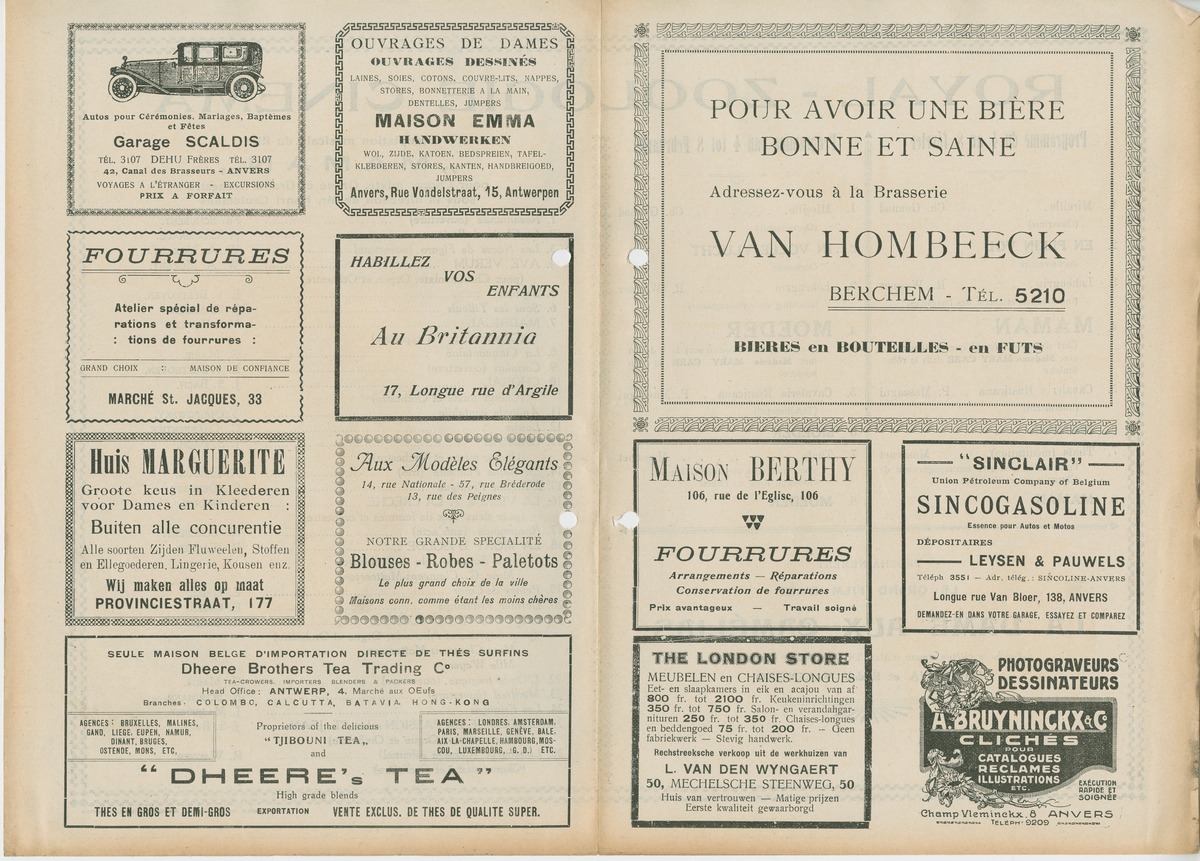 Autos pour Cérémonies, Mariages, Baptèmes
et Fêtes
Garage SCALDIS
TÉL. 3107 DEHU FRÈRES TÉL. 3107
42, Canal des Brasseurs - ANVERS
VOYAGES A L'ÉTRANGER - EXCURSIONS
PRIX A FORFAIT
OUVRAGES DE DAMES
OUVRAGES DESSINÉS
LAINES, SOIES, COTONS, COUVRE-LITS, NAPPES,
STORES, BONNETTERIE A LA MAIN,
DENTELLES, JUMPERS
MAISON EMMA
HANDWERKEN
WOL, ZIJDE, KATOEN, BEDSPREIEN, TAFEL-
KLEEDEREN, STORES, KANTEN, HANDBREIGOED,
JUMPERS
Anvers, Rue Vondelstraat, 15, Antwerpen
FOURRURES
Atelier spécial de répa-
rations et transforma-
: tions de fourrures :
GRAND CHOIX :: MAISON DE CONFIANCE
MARCHÉ St. JACQUES, 33
HABILLEZ
VOS
ENFANTS
Au Britannia
17, Longue rue d'Argile
Huis MARGUERITE
Groote keus in Kleederen
voor Dames en Kinderen :
Buiten alle concurentie
Alle soorten Zijden Fluweelen, Stoffen
en Ellegoederen, Lingerie, Kousen enz.
Wij maken alles op maat
PROVINCIESTRAAT, 177
Aux Modèles Elégants
14, rue Nationale - 57, rue Bréderode
13, rue des Peignes
NOTRE GRANDE SPECIALITÉ
Blouses - Robes - Paletots
Le plus grand choix de la ville
Maisons conn. comme étant les moins chères
SEULE MAISON BELGE D'IMPORTATION DIRECTE DE THÉS SURFINS
Dheere Brothers Tea Trading Co
TEA-CROWERS, IMPORTERS BLENDERS & PACKERS
Head Office: ANTWERP, 4, Marché aux OEufs
Branches: COLOMBO, CALCUTTA, BATAVIA HONG-KONG
AGENCES: BRUXELLES, MALINES,
GAND, LIEGE, EUPEN, NAMUR,
DINANT, BRUGES,
OSTENDE, MONS, ETC,
Proprietors of the delicious
"TJIBOUNI TEA„
and
AGENCES: LONDRES, AMSTERDAM,
PARIS, MARSEILLE, GENÈVE, BALE,
AIX-LA-CHAPELLE, HAMBOURG, MOS-
COU, LUXEMBOURG, (G. D.) ETC.
"DHEERE's TEA"
High grade blends
THÉS EN GROS ET DEMI-GROS EXPORTATION VENTE EXCLUS. DE THES DE QUALITE SUPER.
POUR AVOIR UNE BIÈRE
BONNE ET SAINE
Adressez-vous à la Brasserie
VAN HOMBEECK
BERCHEM - TÉL. 5210
BIERES en BOUTEILLES - en FUTS
MAISON BERTHY
106, rue de l'Eglise, 106
FOURRURES
Arrangements — Réparations
Conservation de fourrures
Prix avantageux — Travail soigné
"SINCLAIR"
Union Pétroleum Company of Belgium
SINCOGASOLINE
Essence pour Autos et Motos
DÉPOSITAIRES
LEYSEN & PAUWELS
Téléph 3551 - Adr. télég.: SINCOLINE-ANVERS
Longue rue Van Bloer, 138, ANVERS
DEMANDEZ-EN DANS VOTRE GARAGE, ESSAYEZ ET COMPAREZ
THE LONDON STORE
MEUBELEN en CHAISES-LONGUES
Eet- en slaapkamers in eik en acajou van af
800 fr. tot 2100 fr. Keukeninrichtingen
350 fr. tot 750 fr. Salon- en verandahgar-
nituren 250 fr. tot 350 fr. Chaises-longues
en beddengoed 75 fr. tot 200 fr. — Geen
fabriekwerk — Stevig handwerk.
Rechstreeksche verkoop uit de werkhuizen van
L. VAN DEN WYNGAERT
50, MECHELSCHE STEENWEG, 50
Huis van vertrouwen — Matige prijzen
Eerste kwaliteit gewaarborgd
PHOTOGRAVEURS
DESSINATEURS
A. BRUYNINCKX & C°
CLICHÉS
POUR
CATALOGUES
RÉCLAMES
ILLUSTRATIONS
ETC.
EXÉCUTION
RAPIDE ET
SOIGNÉE
Champ Vleminckx, 8 ANVERS
TELEPH-9209